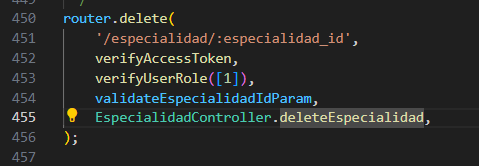 450 router.delete(
451     '/especialidad/:especialidad_id',
452     verifyAccessToken,
453     verifyUserRole([1]),
454     validateEspecialidadIdParam,
455     EspecialidadController.deleteEspecialidad,
456 );
457